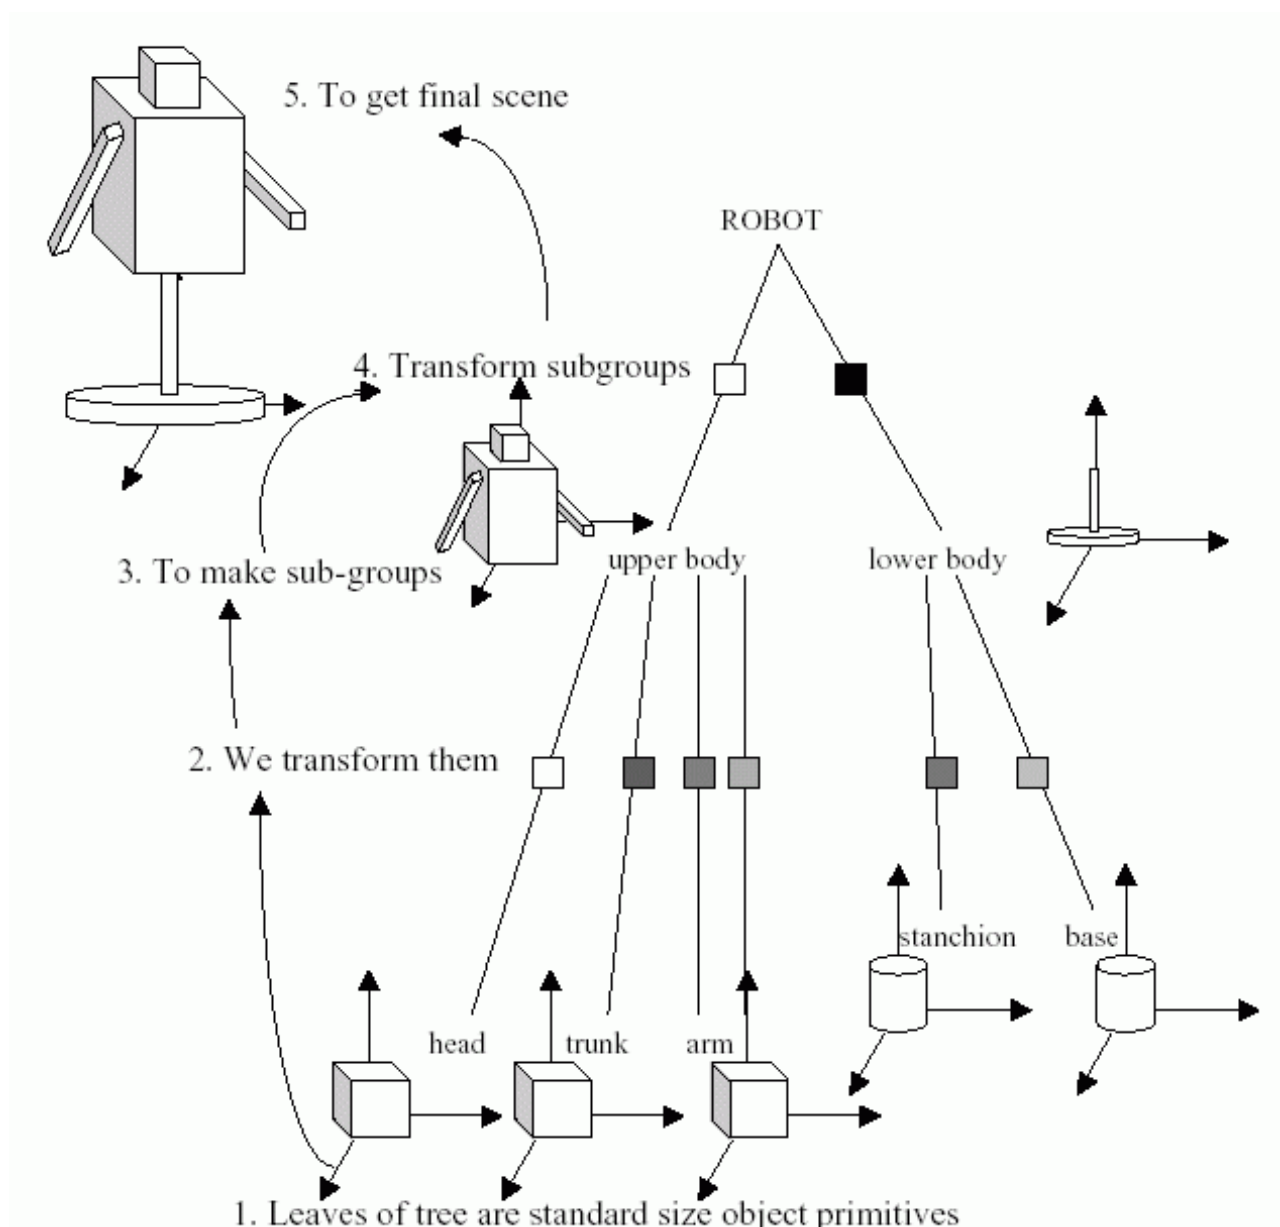 5. To get final scene
ROBOT
4. Transform subgroups
3. To make sub-groups
upper body
lower body
2. We transform them
stanchion
base
head
trunk
arm
1. Leaves of tree are standard size object primitives